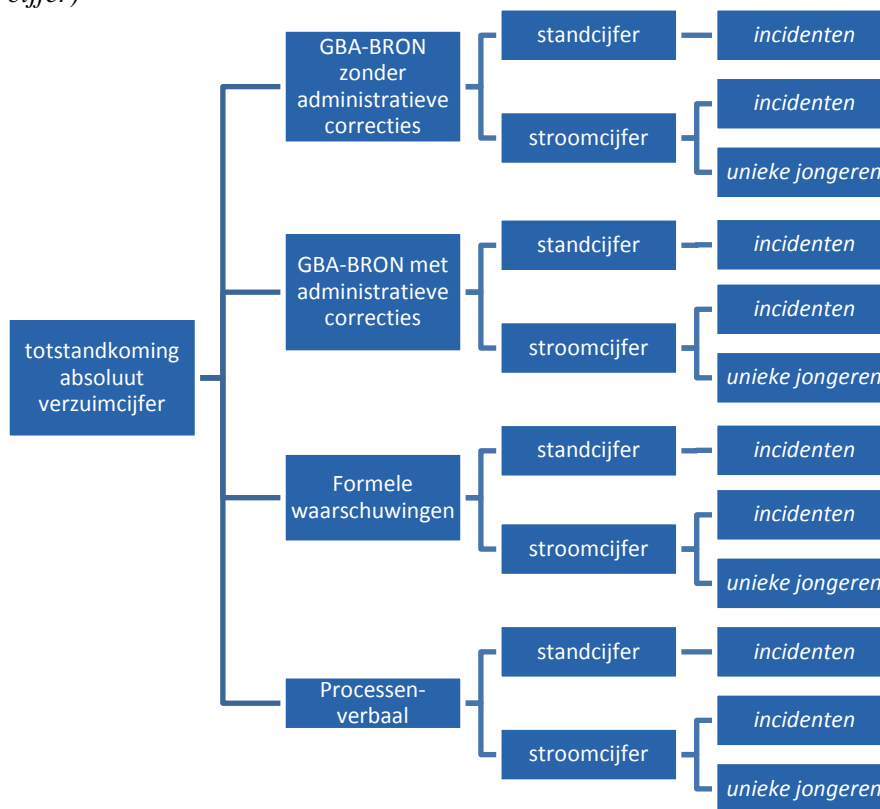 cijfer)
GBA-BRON
zonder
administratieve
correcties
standcijfer
incidenten
stroomcijfer
incidenten
unieke jongeren
GBA-BRON met
administratieve
correcties
standcijfer
incidenten
stroomcijfer
incidenten
unieke jongeren
totstandkoming
absoluut
verzuimcijfer
Formele
waarschuwingen
standcijfer
incidenten
stroomcijfer
incidenten
unieke jongeren
Processen-
verbaal
standcijfer
incidenten
stroomcijfer
incidenten
unieke jongeren